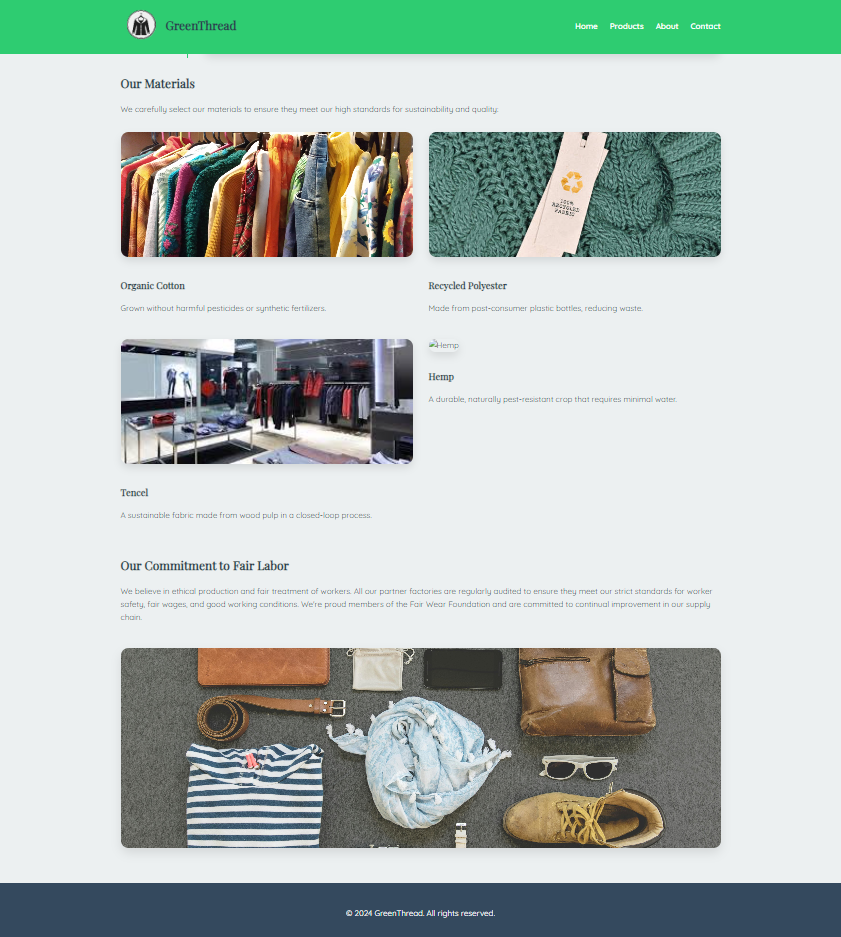 GreenThread
Home Products About Contact
Our Materials
We carefully select our materials to ensure they meet our high standards for sustainability and quality.
100%
RECYCLED
FABRIC
Organic Cotton
Grown without harmful pesticides or synthetic fertilizers.
Recycled Polyester
Made from post-consumer plastic bottles, reducing waste.
Hemp
Hemp
A durable, naturally pest-resistant crop that requires minimal water.
Tencel
A sustainable fabric made from wood pulp in a closed-loop process.
Our Commitment to Fair Labor
We believe in ethical production and fair treatment of workers. All our partner factories are regularly audited to ensure they meet our strict standards for worker
safety, fair wages, and good working conditions. We're proud members of the Fair Wear Foundation and are committed to continual improvement in our supply
chain.
© 2024 GreenThread. All rights reserved.